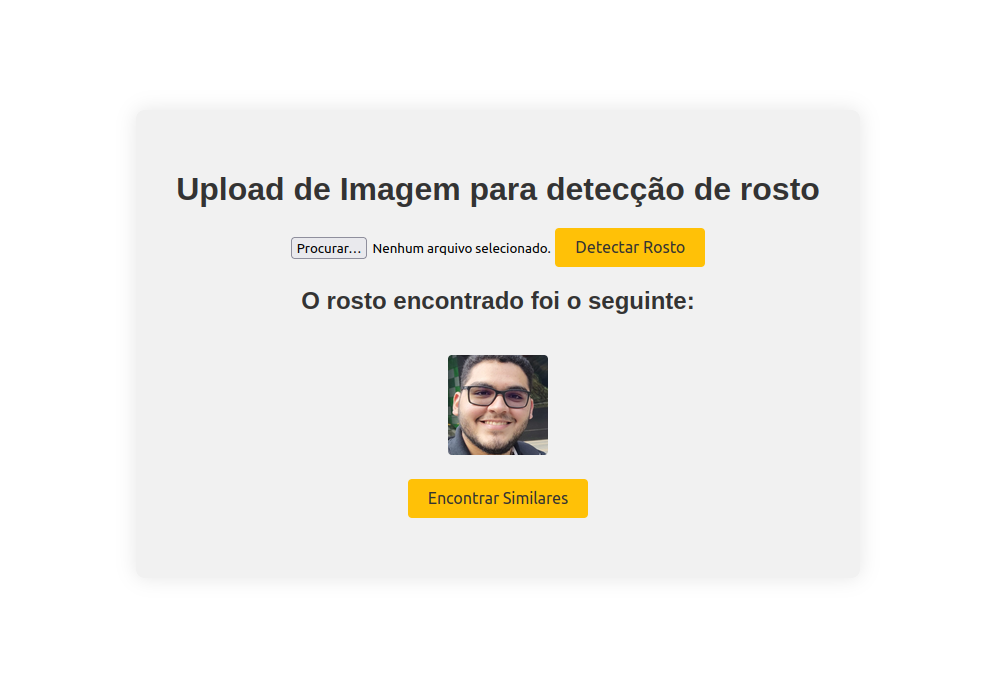 Upload de Imagem para detecção de rosto
Procurar... Nenhum arquivo selecionado. Detectar Rosto
O rosto encontrado foi o seguinte:
Encontrar Similares